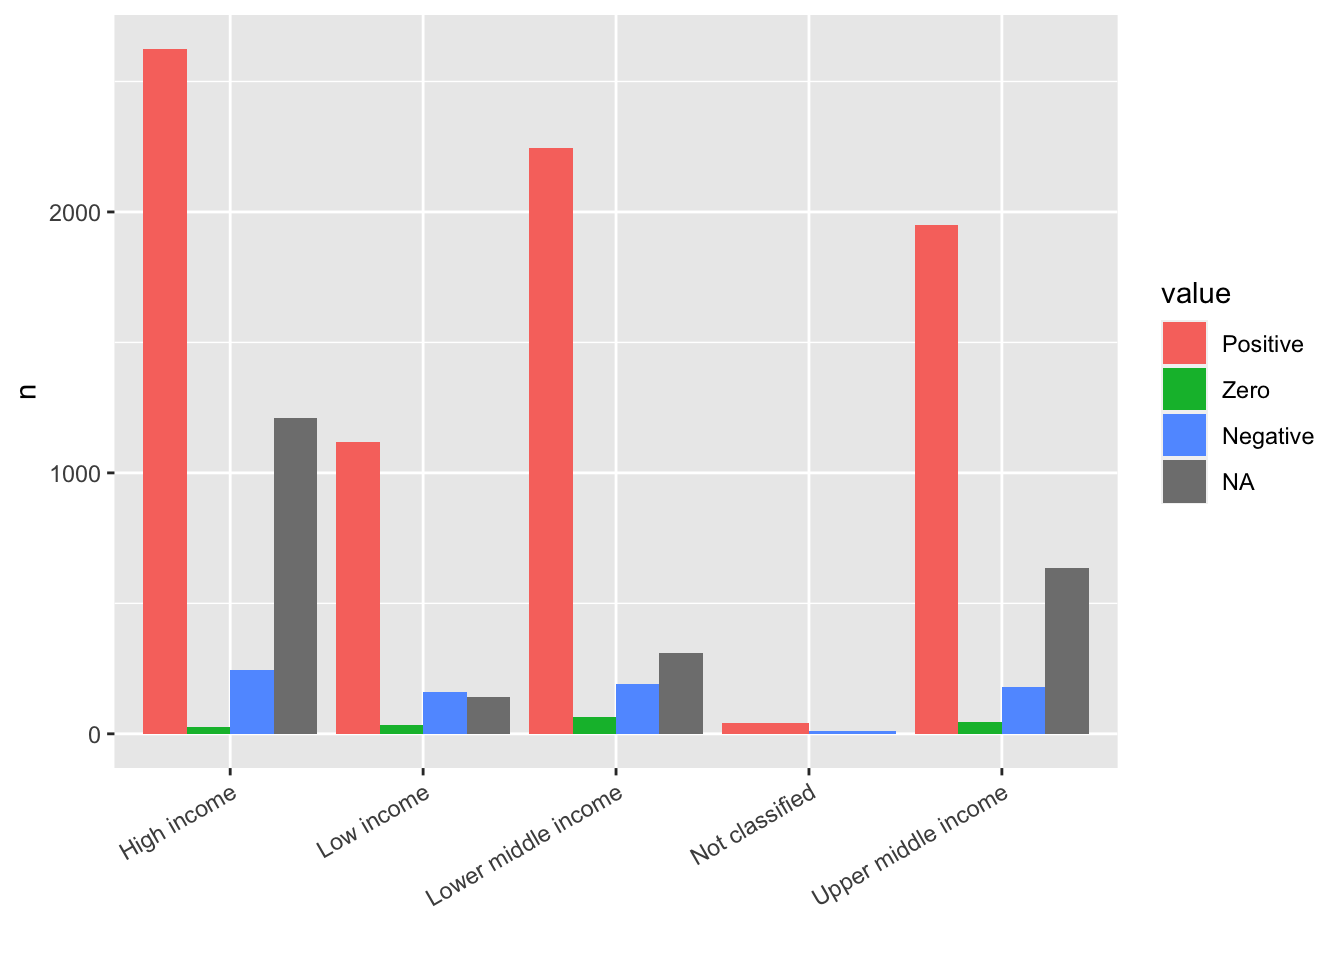 n
2000
1000
0
High income
Low income
Lower middle income
Not classified
Upper middle income
value
Positive
Zero
Negative
NA